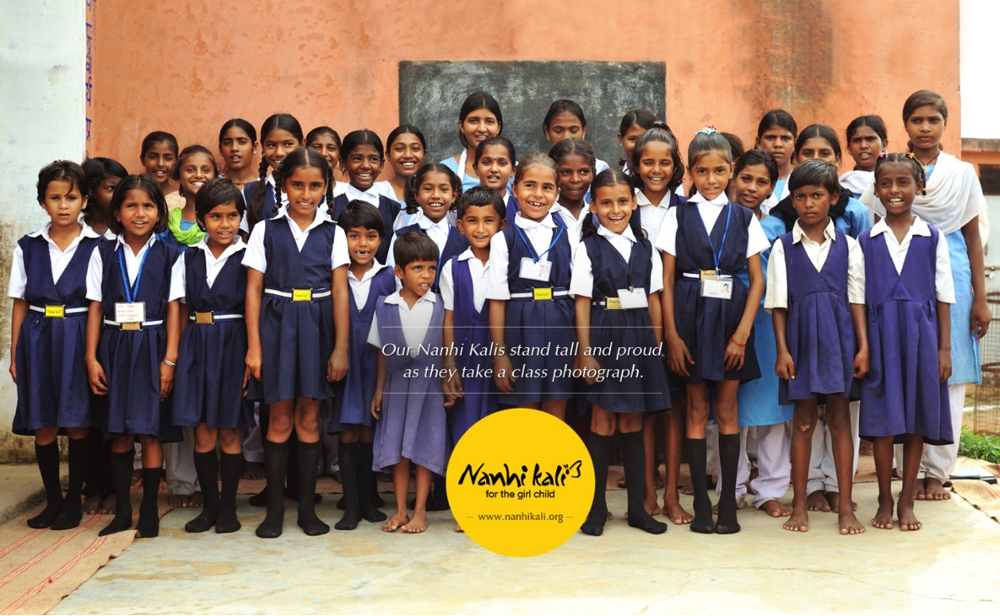 Our Nanhi Kalis stand tall and proud
as they take a class photograph.
Nanhi kali
for the girl child
www.nanhikali.org